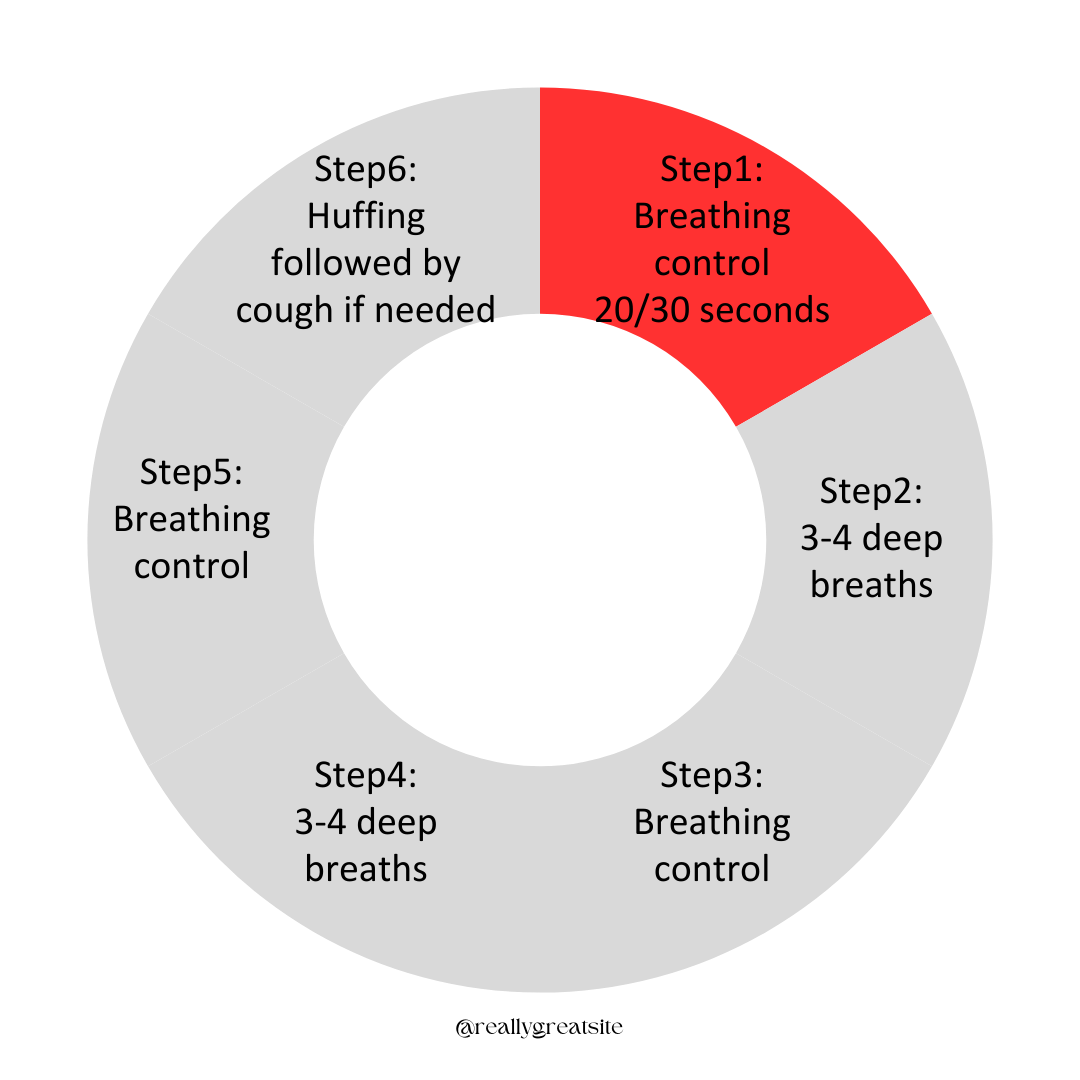 Step1:
Breathing
control
20/30 seconds
Step2:
3-4 deep
breaths
Step3:
Breathing
control
Step4:
3-4 deep
breaths
Step5:
Breathing
control
Step6:
Huffing
followed by
cough if needed
@reallygreatsite